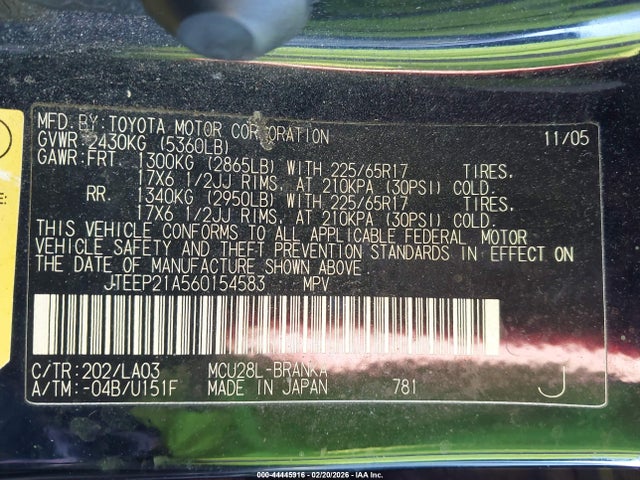 MFD.BY:TOYOTA MOTOR CORPORATION 11/05
GVWR:2430KG (5360LB)
GAWR:FRT 1300KG (2865LB) WITH 225/65R17 TIRES,
17X6 1/2JJ RIMS, AT 210KPA (30PSI) COLD.
RR. 1340KG (2950LB) WITH 225/65R17 TIRES,
17X6 1/2JJ RIMS, AT 210KPA (30PSI) COLD.
THIS VEHICLE CONFORMS TO ALL APPLICABLE FEDERAL MOTOR
VEHICLE SAFETY AND THEFT PREVENTION STANDARDS IN EFFECT ON
THE DATE OF MANUFACTURE SHOWN ABOVE.
JTEEP21A560154583 MPV
C/TR:202/LA03 MCU28L-BRANKA
A/TM:-04B/U151F MADE IN JAPAN 781 J
000-44445916 - 02/20/2026 - IAA Inc.